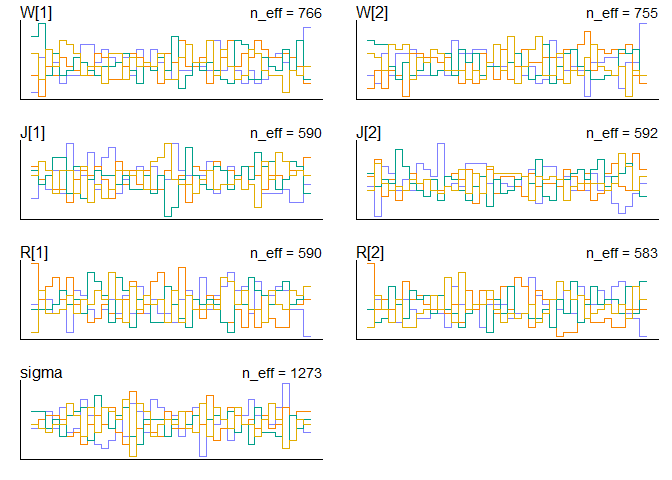 W[1] n_eff = 766
W[2] n_eff = 755
J[1] n_eff = 590
J[2] n_eff = 592
R[1] n_eff = 590
R[2] n_eff = 583
sigma n_eff = 1273